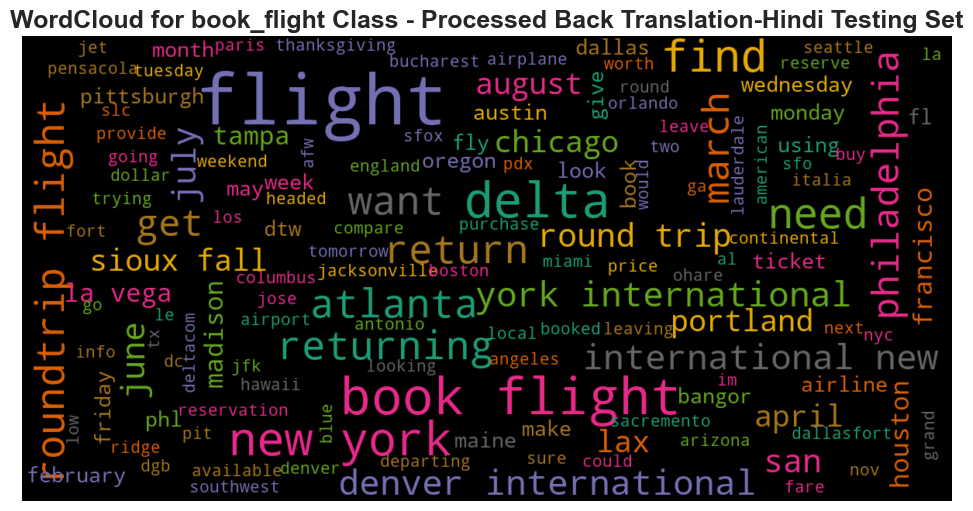 WordCloud for book_flight Class - Processed Back Translation-Hindi Testing Set
jet
month
paris
thanksgiving
bucharest
airplane
dallas
worth
find
seattle
reserve
la
pensacola
tuesday
flight
august
give
round
orlando
wednesday
philadelphia
pittsburgh
slc
provide
going
dollar
trying
july
tampa
weekend
afw
sfox
fly
austin
chicago
leave
march
monday
fl
roundtrip flight
england
oregon
pdx
look
book
would
two
ga
lauderdale
american
using
sfo
buy
italia
may
week
headed
want
delta
need
francisco
fort
get
los
dtw
compare
purchase
return
round trip
continental
sioux fall
tomorrow
jacksonville
boston
miami
price
ohare
al
ticket
columbus
la vega
go
le
jose
madison
airport
atlanta
antonio
york international
portland
next
nyc
june
tx
deltacom
info
dc
jfk
returning
looking
local
booked
leaving
angeles
international new
hawaii
friday
low
phl
reservation
blue
book flight
im
bangor
airline
houston
sacramento
april
dallasfort
grand
ridge
pit
new york
maine
make
lax
arizona
february
dgb
available
denver
departing
sure
could
san
nov
southwest
denver international
fare